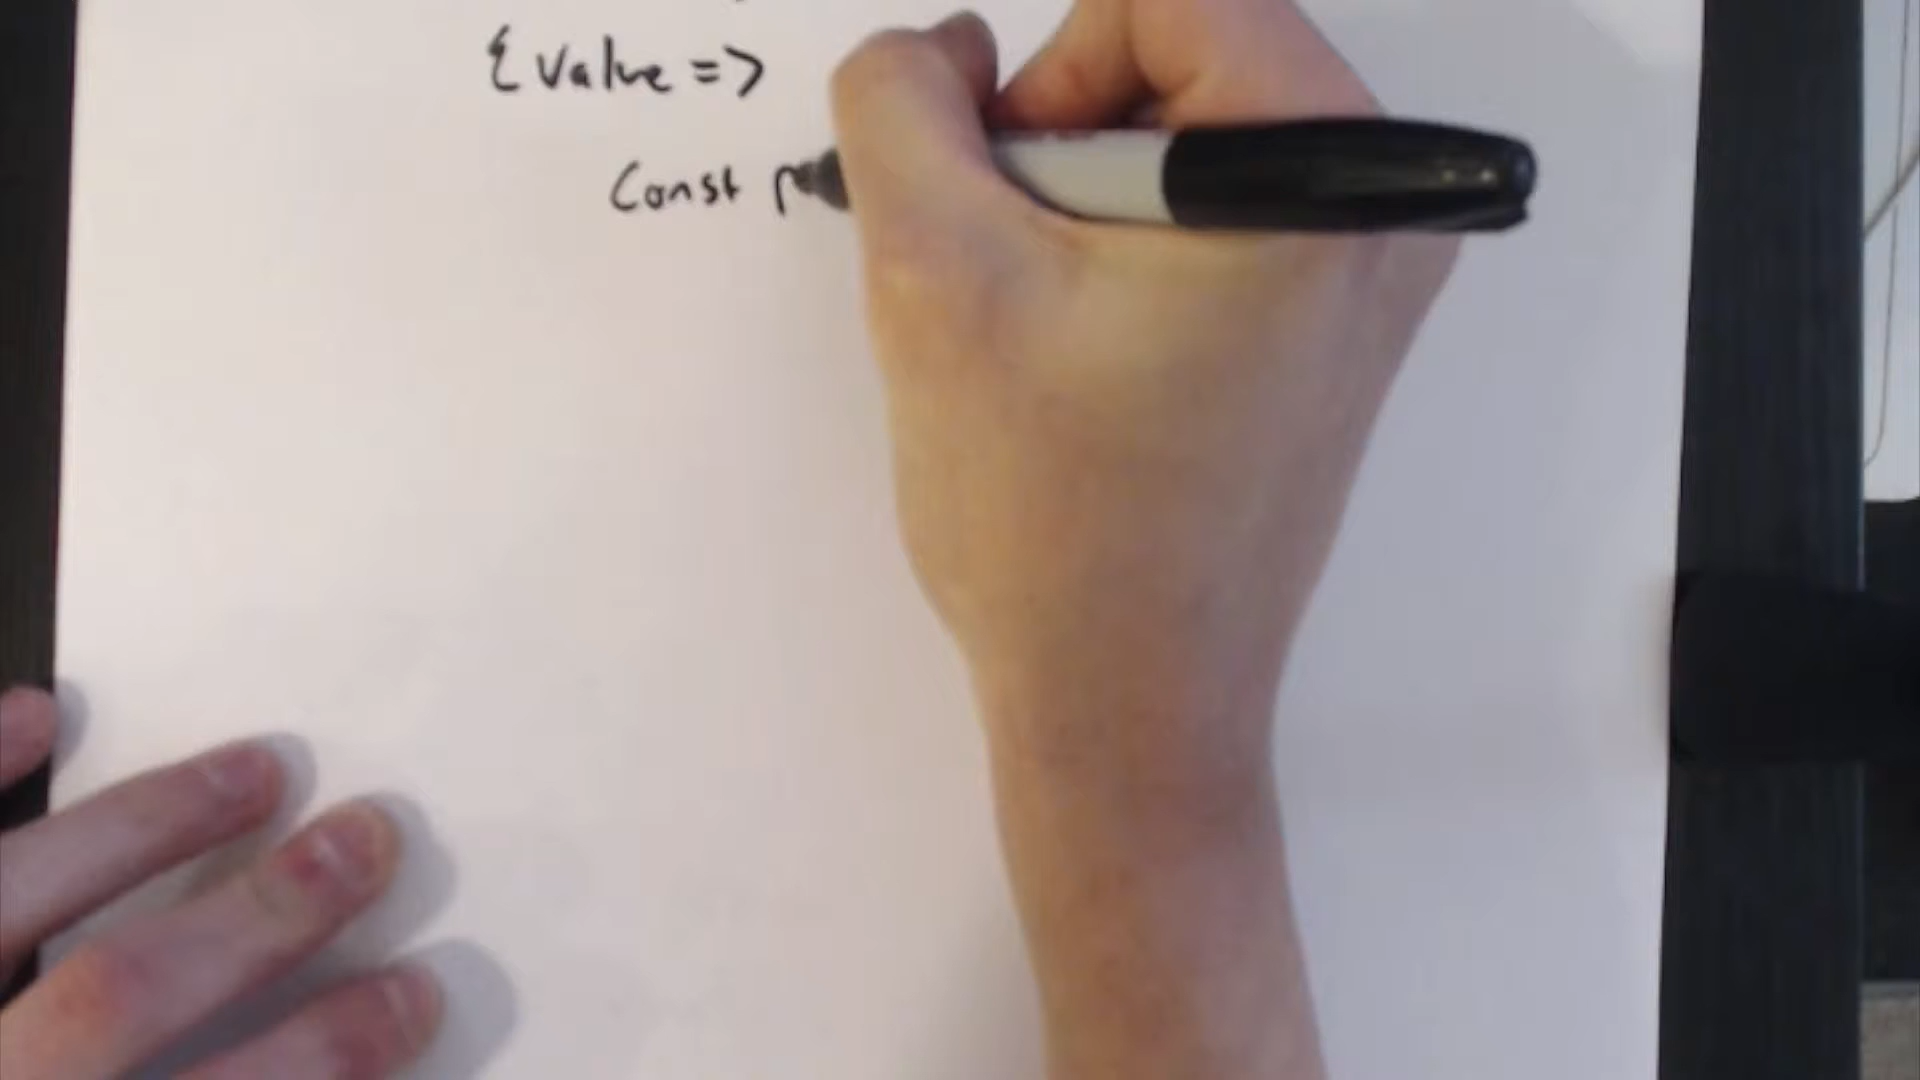 { value =>
Const